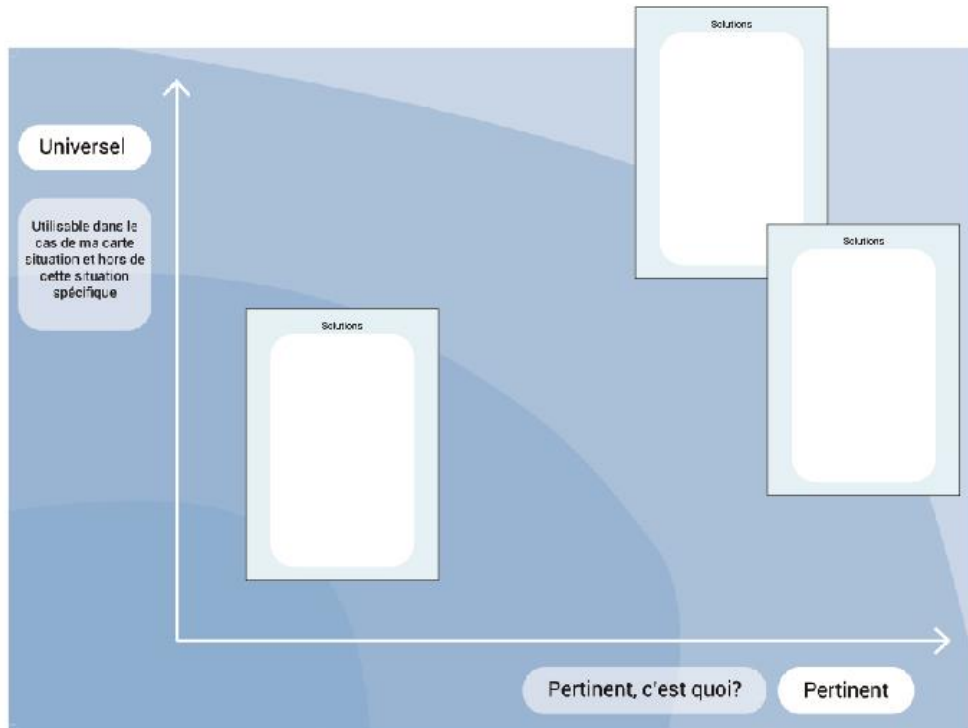 Solutions
Universel
Utilisable dans le
cas de ma carte
situation et hors de
cette situation
spécifique
Solutions
Solutions
Pertinent, c'est quoi?
Pertinent